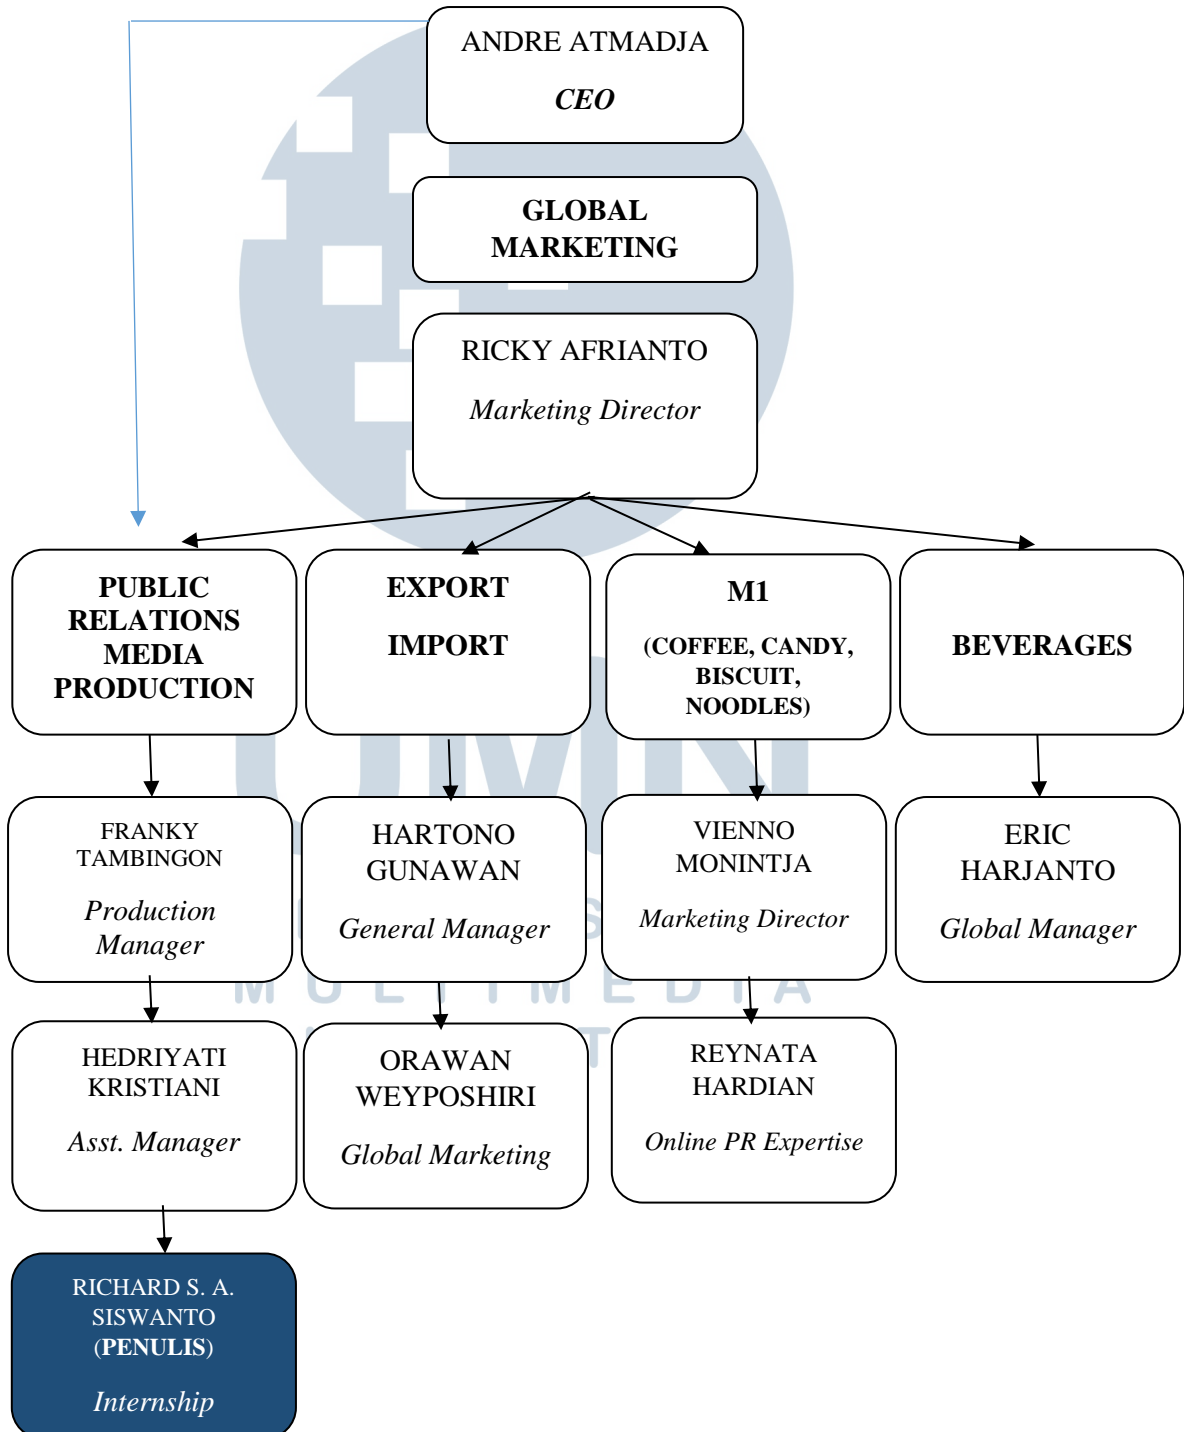 ANDRE ATMADJA
CEO
GLOBAL
MARKETING
RICKY AFRIANTO
Marketing Director
PUBLIC
RELATIONS
MEDIA
PRODUCTION
EXPORT
IMPORT
M1
(COFFEE, CANDY,
BISCUIT,
NOODLES)
BEVERAGES
FRANKY
TAMBINGON
Production
Manager
HARTONO
GUNAWAN
General Manager
VIENNO
MONINTJA
Marketing Director
ERIC
HARJANTO
Global Manager
HEDRIYATI
KRISTIANI
Asst. Manager
ORAWAN
WEYPOSHIRI
Global Marketing
REYNATA
HARDIAN
Online PR Expertise
RICHARD S. A.
SISWANTO
(PENULIS)
Internship
UMN
MULTIMEDIA